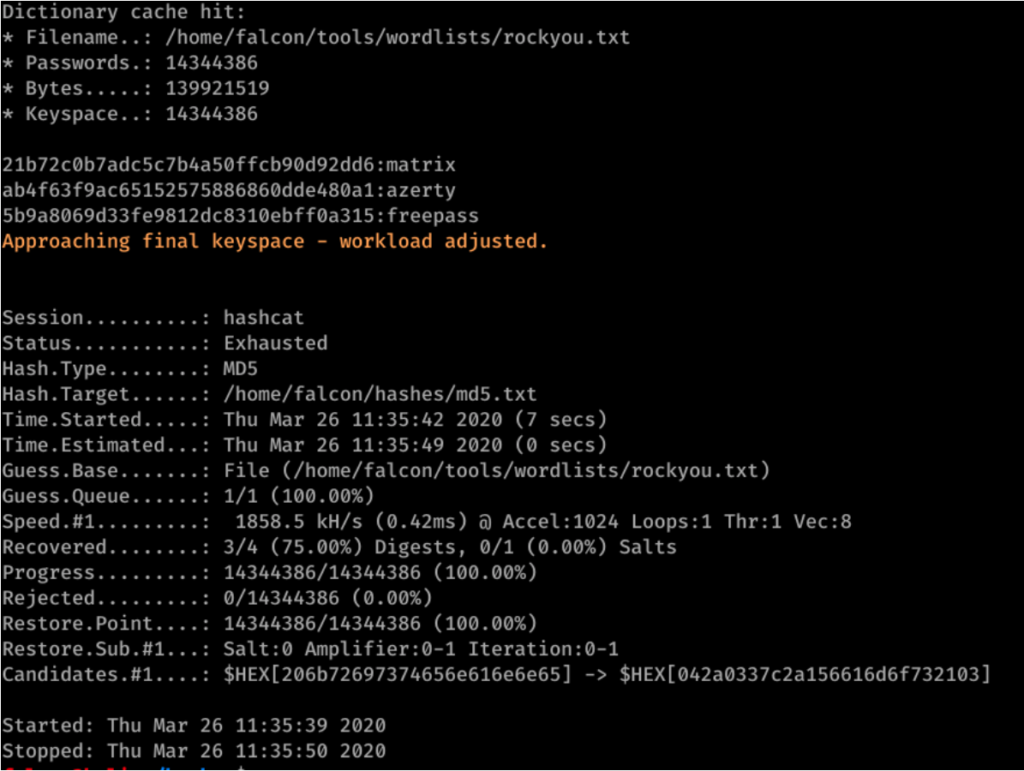 Dictionary cache hit:
* Filename..: /home/falcon/tools/wordlists/rockyou.txt
* Passwords.: 14344386
* Bytes.....: 139921519
* Keyspace..: 14344386
21b72c0b7adc5c7b4a50ffcb90d92dd6:matrix
ab4f63f9ac65152575886860dde480a1:azerty
5b9a8069d33fe9812dc8310ebff0a315:freepass
Approaching final keyspace - workload adjusted.
Session..........: hashcat
Status...........: Exhausted
Hash.Type........: MD5
Hash.Target......: /home/falcon/hashes/md5.txt
Time.Started.....: Thu Mar 26 11:35:42 2020 (7 secs)
Time.Estimated...: Thu Mar 26 11:35:49 2020 (0 secs)
Guess.Base.......: File (/home/falcon/tools/wordlists/rockyou.txt)
Guess.Queue......: 1/1 (100.00%)
Speed.#1.........:  1858.5 kH/s (0.42ms) @ Accel:1024 Loops:1 Thr:1 Vec:8
Recovered........: 3/4 (75.00%) Digests, 0/1 (0.00%) Salts
Progress.........: 14344386/14344386 (100.00%)
Rejected.........: 0/14344386 (0.00%)
Restore.Point....: 14344386/14344386 (100.00%)
Restore.Sub.#1...: Salt:0 Amplifier:0-1 Iteration:0-1
Candidates.#1....: $HEX[206b72697374656e616e6e65] -> $HEX[042a0337c2a156616d6f732103]
Started: Thu Mar 26 11:35:39 2020
Stopped: Thu Mar 26 11:35:50 2020